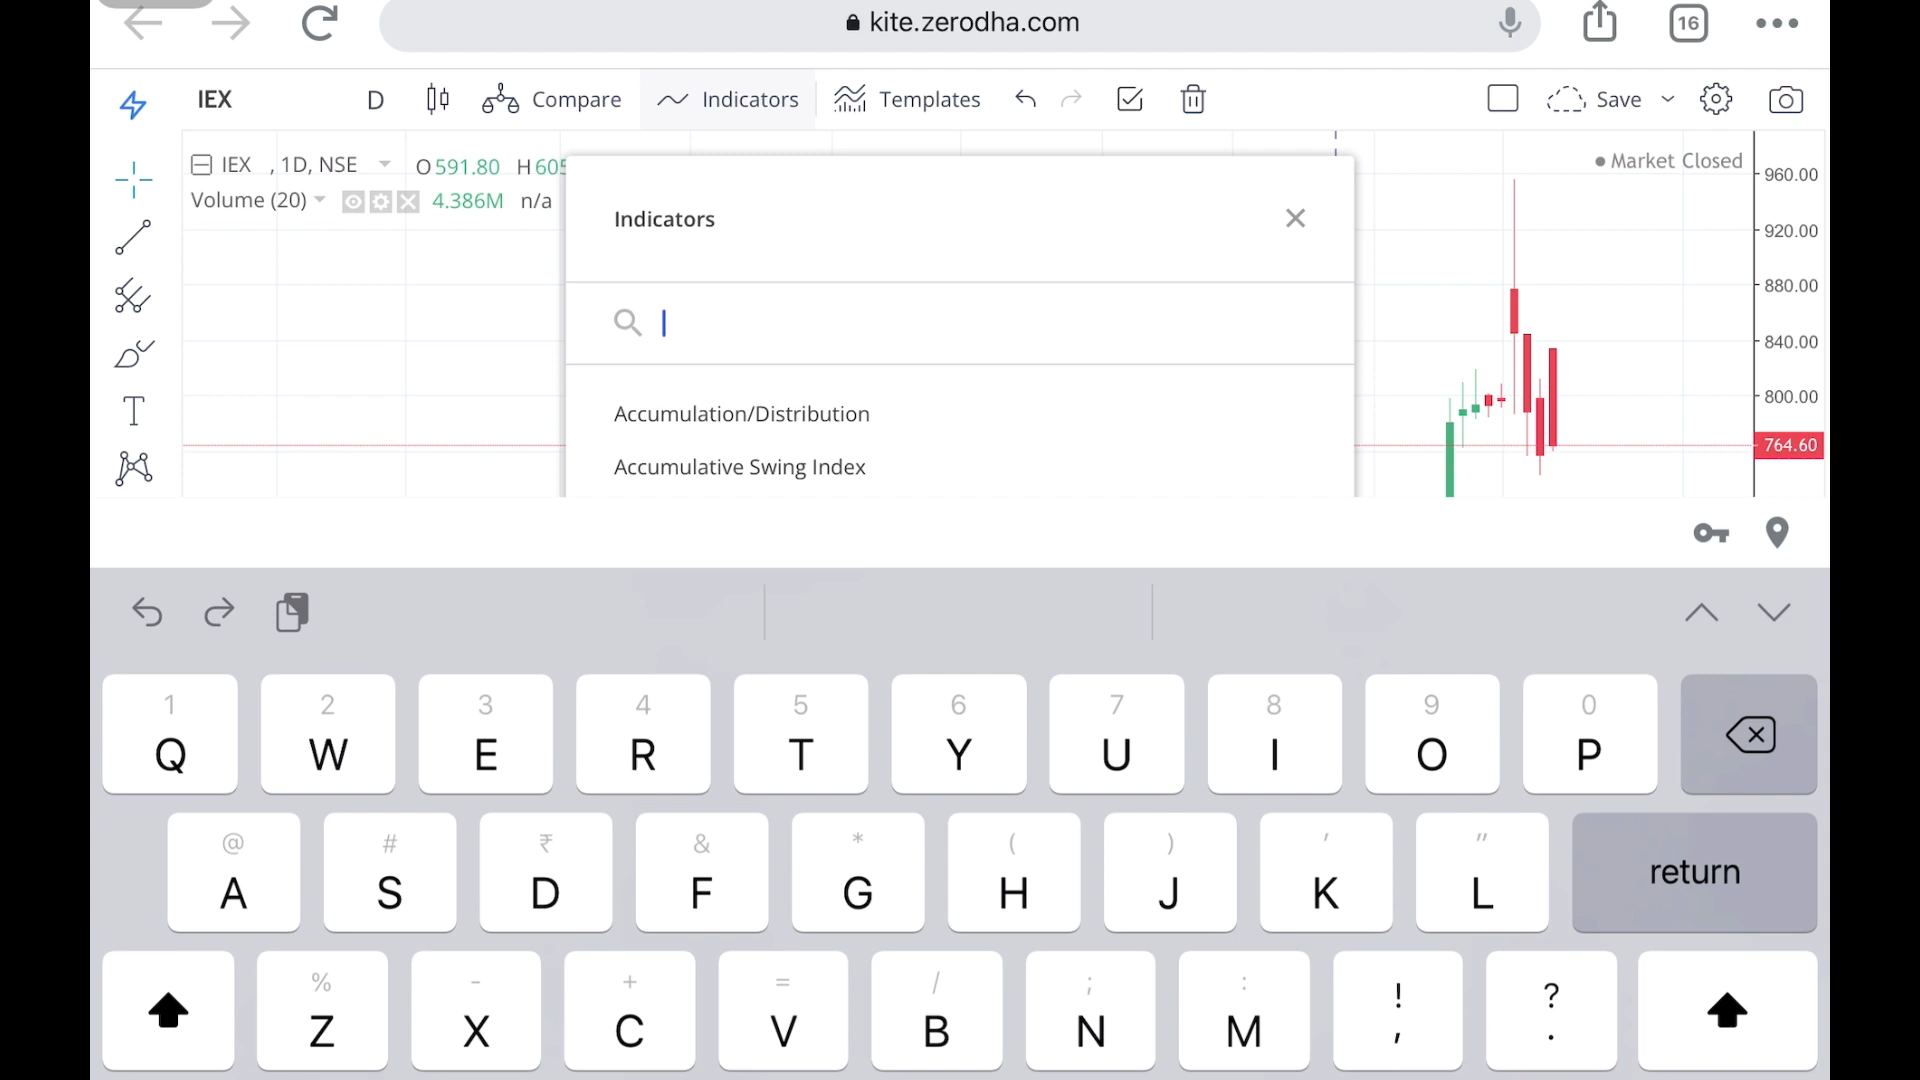 kite.zerodha.com
16
IEX
D
Compare
Indicators
Templates
Save
IEX , 1D, NSE
O 591.80 H 605
Volume (20)
4.386M n/a
Market Closed
Indicators
Accumulation/Distribution
Accumulative Swing Index
960.00
920.00
880.00
840.00
800.00
764.60
1 2 3 4 5 6 7 8 9 0
Q W E R T Y U I O P
@ # ₹ & * ( ) ' "
A S D F G H J K L return
% - + = / ; : ! ?
Z X C V B N M , .